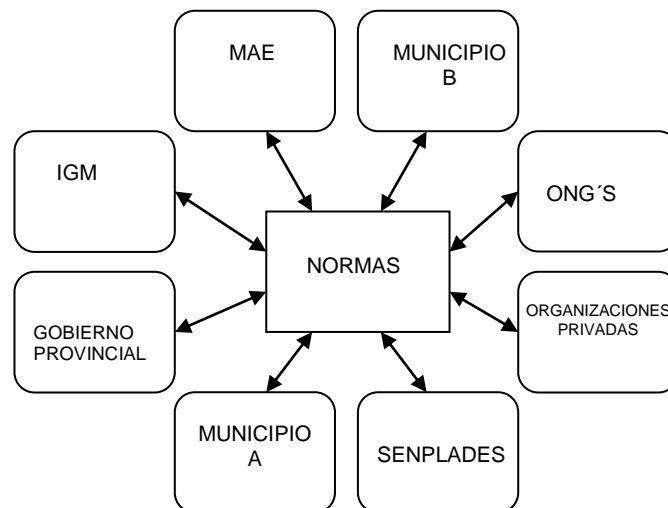 MAE
MUNICIPIO
B
IGM
ONG´S
NORMAS
GOBIERNO
PROVINCIAL
ORGANIZACIONES
PRIVADAS
MUNICIPIO
A
SENPLADES